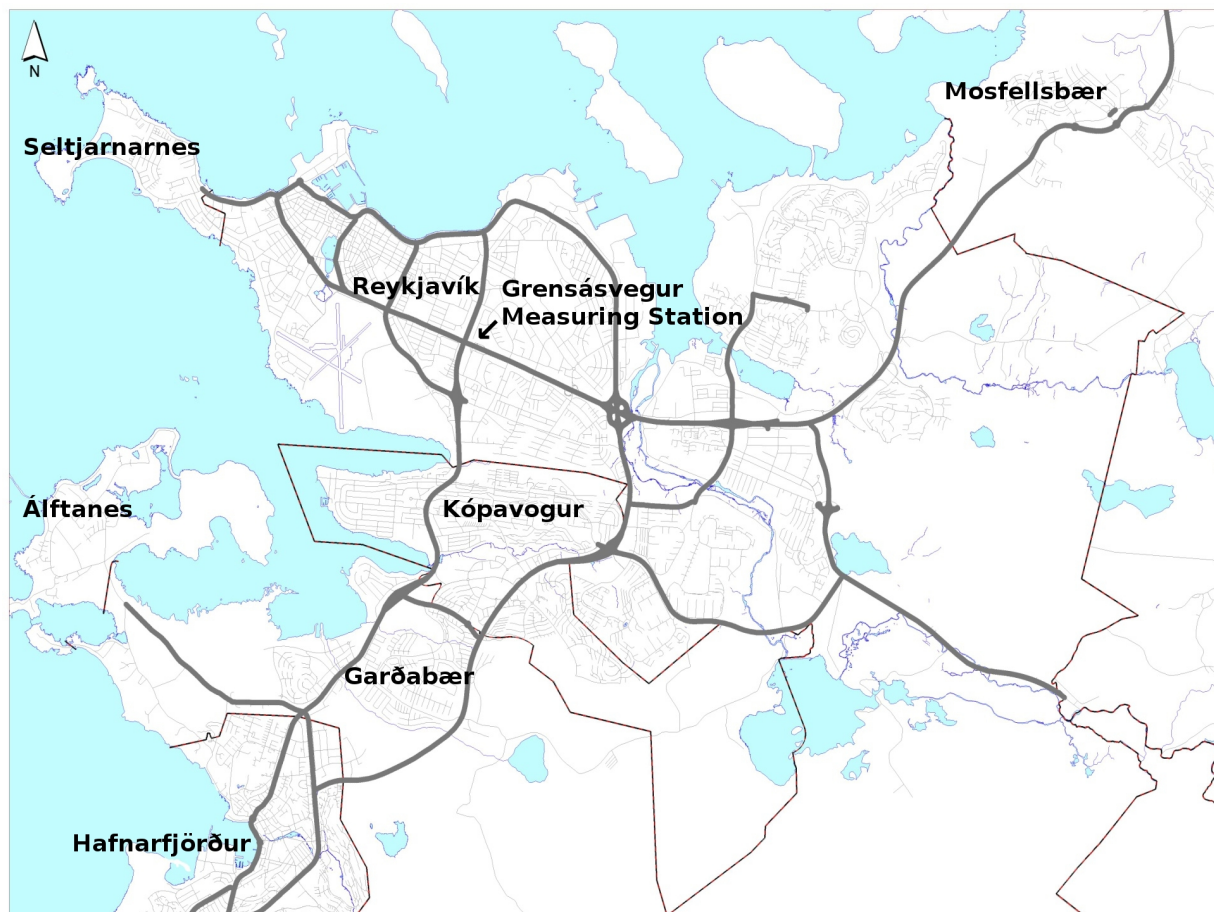 N
Mosfellsbær
Seltjarnarnes
Reykjavík
Grensásvegur
Measuring Station
Álftanes
Kópavogur
Garðabær
Hafnarfjörður